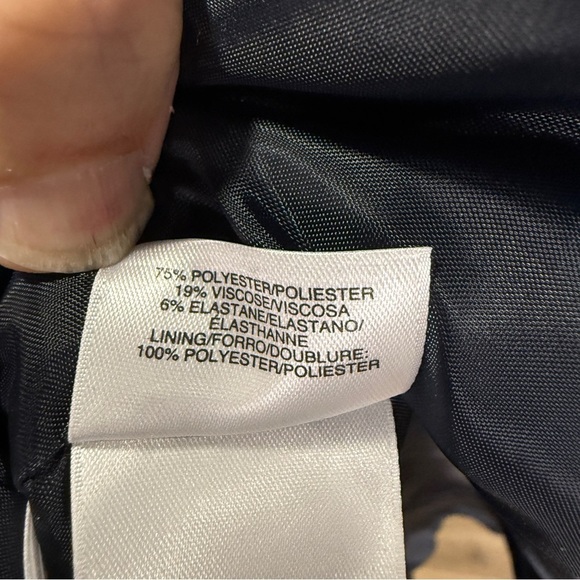 75% POLYESTER/POLIESTER
19% VISCOSE/VISCOSA
6% ELASTANE/ELASTANO/
ÉLASTHANNE
LINING/FORRO/DOUBLURE:
100% POLYESTER/POLIESTER